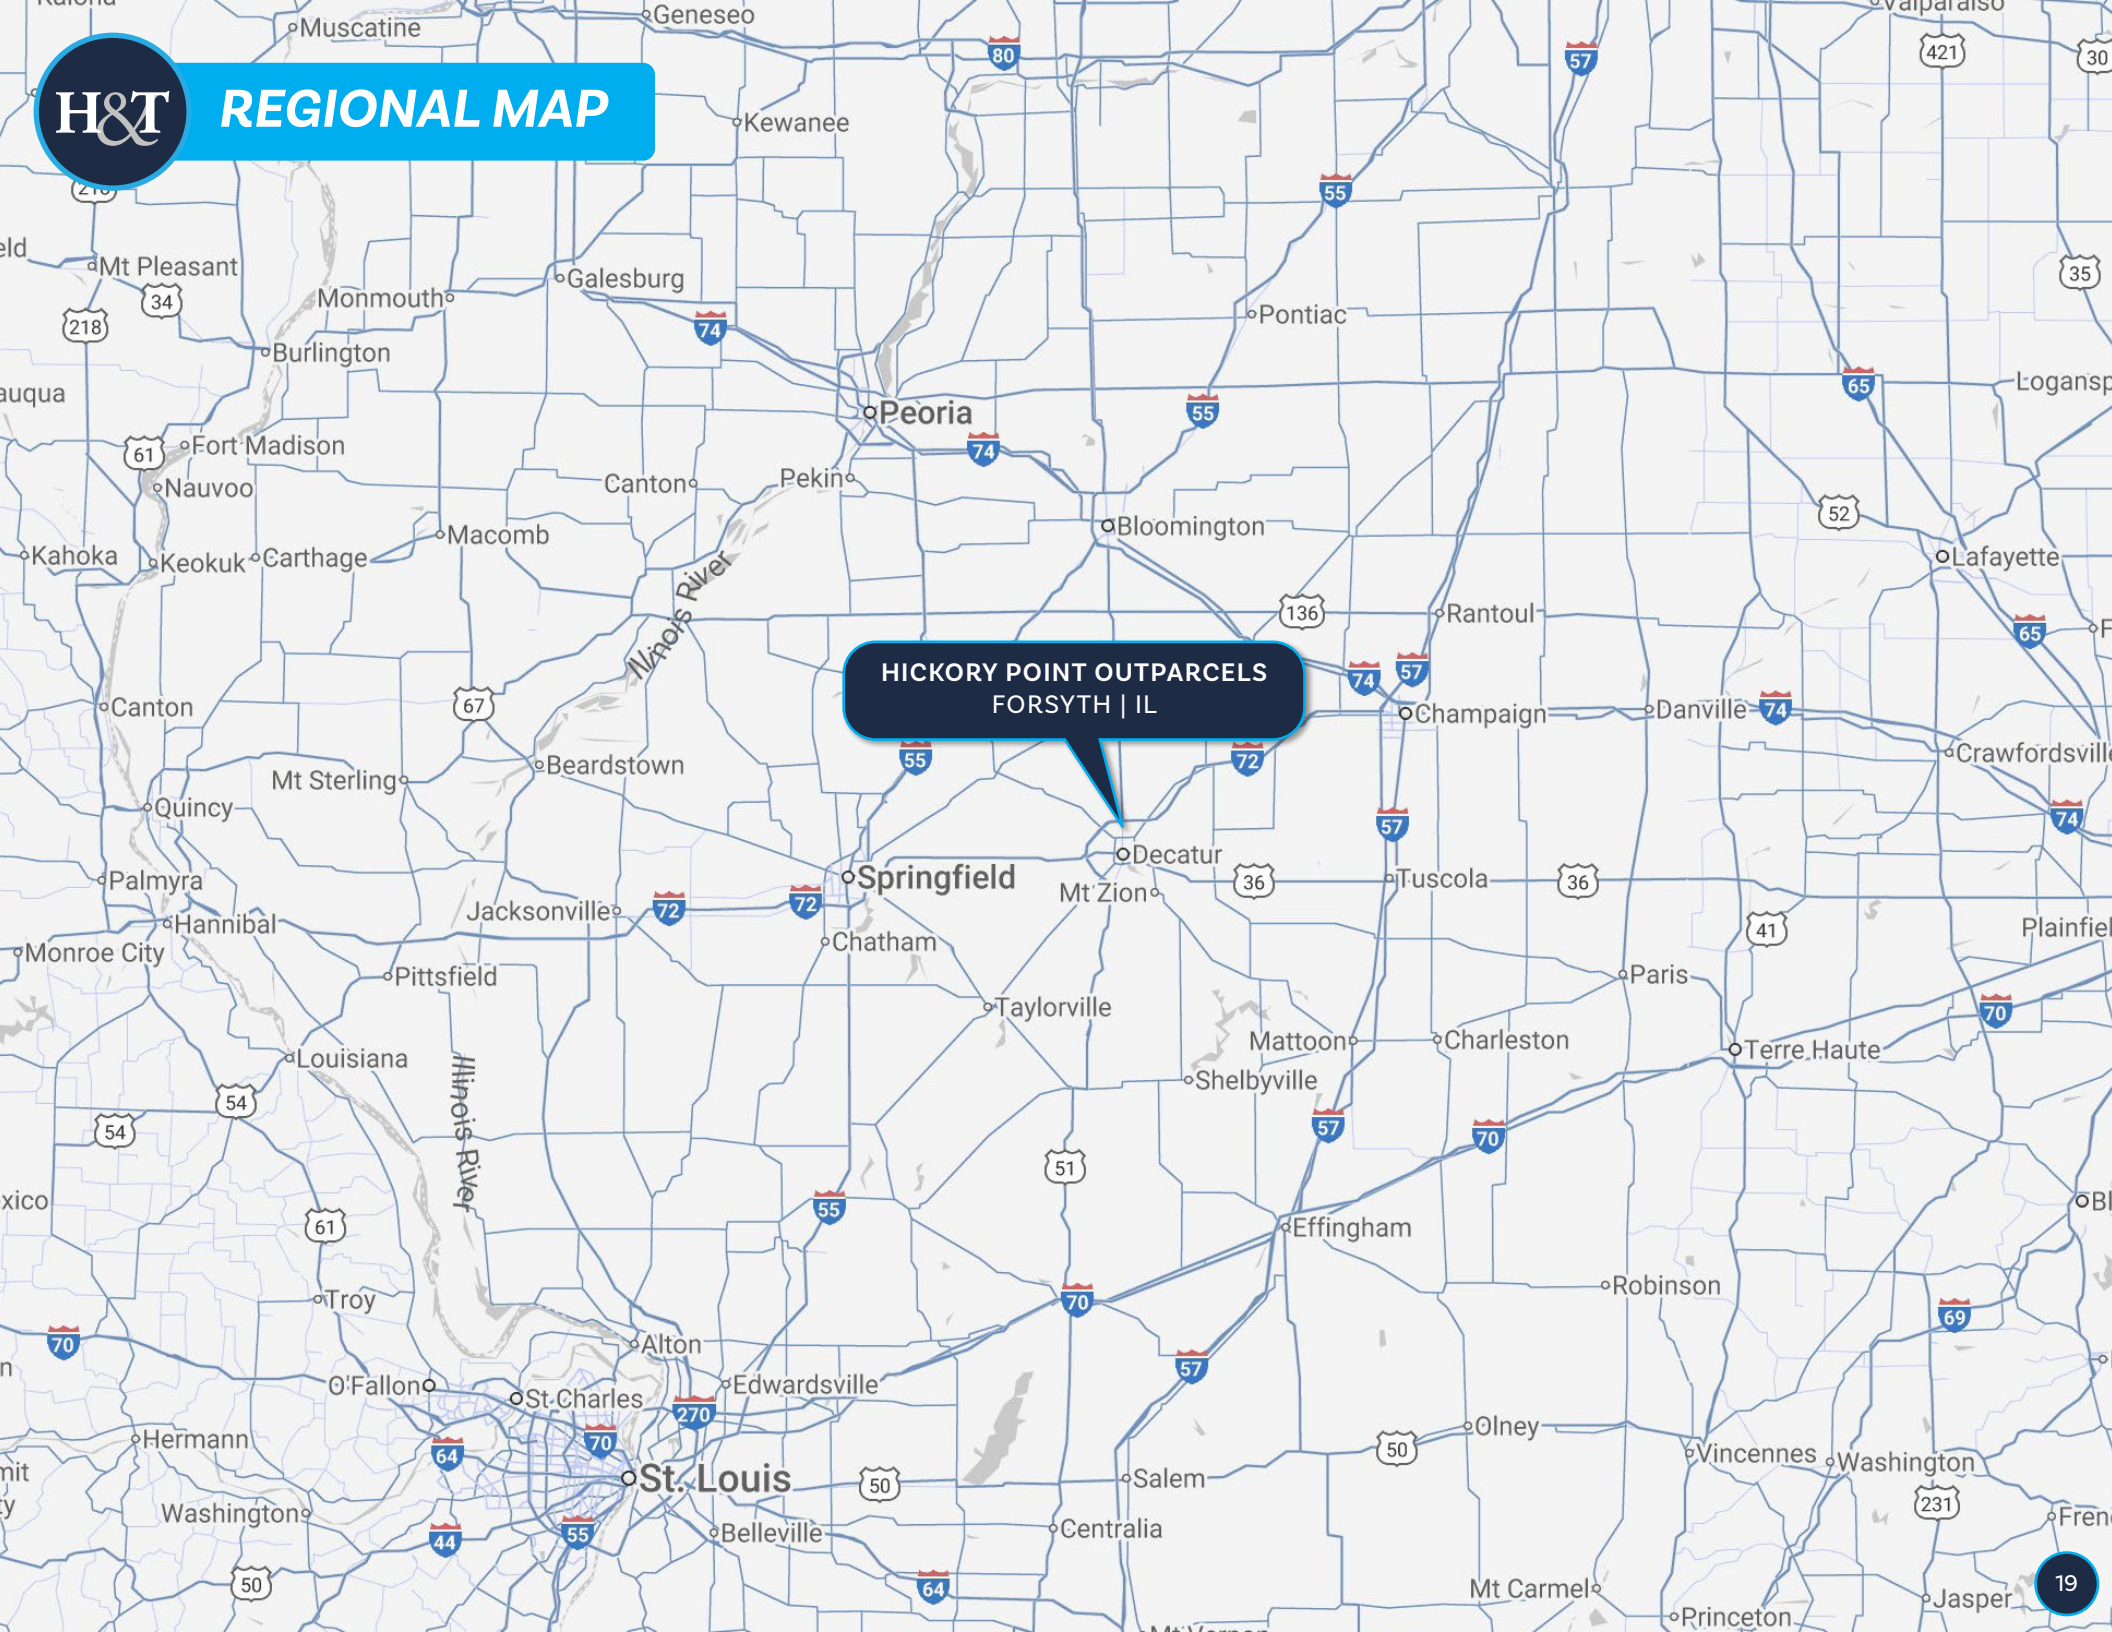 Muscatine
Geneseo
80
57
421
30
H&T
REGIONAL MAP
Kewanee
55
Mt Pleasant
34
218
Monmouth
Galesburg
74
35
Pontiac
Burlington
65
Peoria
55
61
Fort Madison
74
Nauvoo
Canton
Pekin
Bloomington
52
Macomb
Kahoka
Keokuk
Carthage
Lafayette
Illinois River
136
Rantoul
65
HICKORY POINT OUTPARCELS
FORSYTH | IL
74
57
Canton
67
Champaign
Danville
74
55
72
Beardstown
Mt Sterling
Quincy
57
74
Decatur
Springfield
36
Tuscola
36
Palmyra
Mt Zion
Jacksonville
72
72
Hannibal
41
Chatham
Monroe City
Pittsfield
Paris
Taylorville
70
Mattoon
Charleston
Louisiana
Terre Haute
Illinois River
Shelbyville
54
54
57
70
51
55
61
Effingham
Robinson
Troy
70
69
70
Alton
57
O'Fallon
St Charles
Edwardsville
270
Olney
Hermann
70
64
50
Vincennes
Washington
St. Louis
50
Salem
Washington
231
Belleville
Centralia
44
55
50
64
Mt Carmel
19
Jasper
Princeton